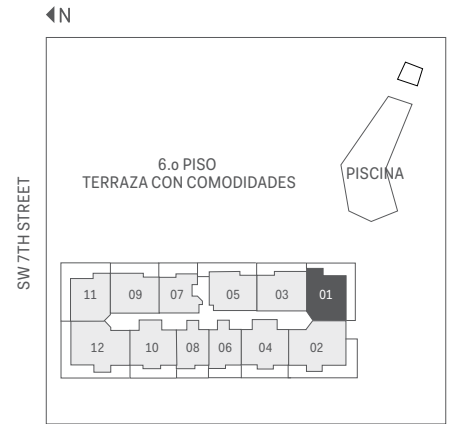 N
6.o PISO
TERRAZA CON COMODIDADES
PISCINA
SW 7TH STREET
11 09 07 05 03 01
12 10 08 06 04 02